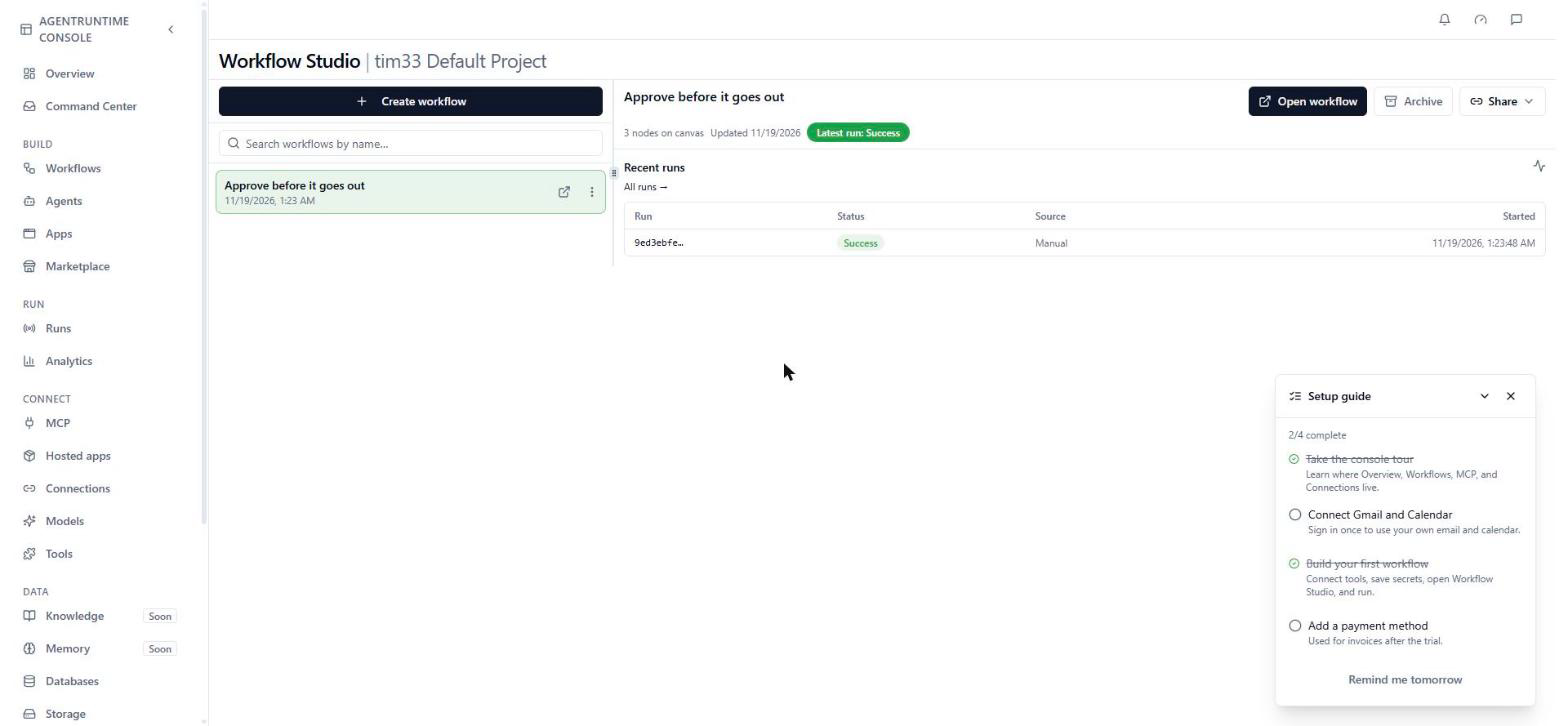 AGENTRUNTIME
CONSOLE
Overview
Command Center
BUILD
Workflows
Agents
Apps
Marketplace
RUN
Runs
Analytics
CONNECT
MCP
Hosted apps
Connections
Models
Tools
DATA
Knowledge Soon
Memory Soon
Databases
Storage
Workflow Studio | tim33 Default Project
+ Create workflow
Search workflows by name...
Approve before it goes out
11/19/2026, 1:23 AM
Approve before it goes out
Open workflow
Archive
Share
3 nodes on canvas Updated 11/19/2026 Latest run: Success
Recent runs
All runs →
Run Status Source Started
9ed3ebfe… Success Manual 11/19/2026, 1:23:48 AM
Setup guide
2/4 complete
Take the console tour
Learn where Overview, Workflows, MCP, and
Connections live.
Connect Gmail and Calendar
Sign in once to use your own email and calendar.
Build your first workflow
Connect tools, save secrets, open Workflow
Studio, and run.
Add a payment method
Used for invoices after the trial.
Remind me tomorrow